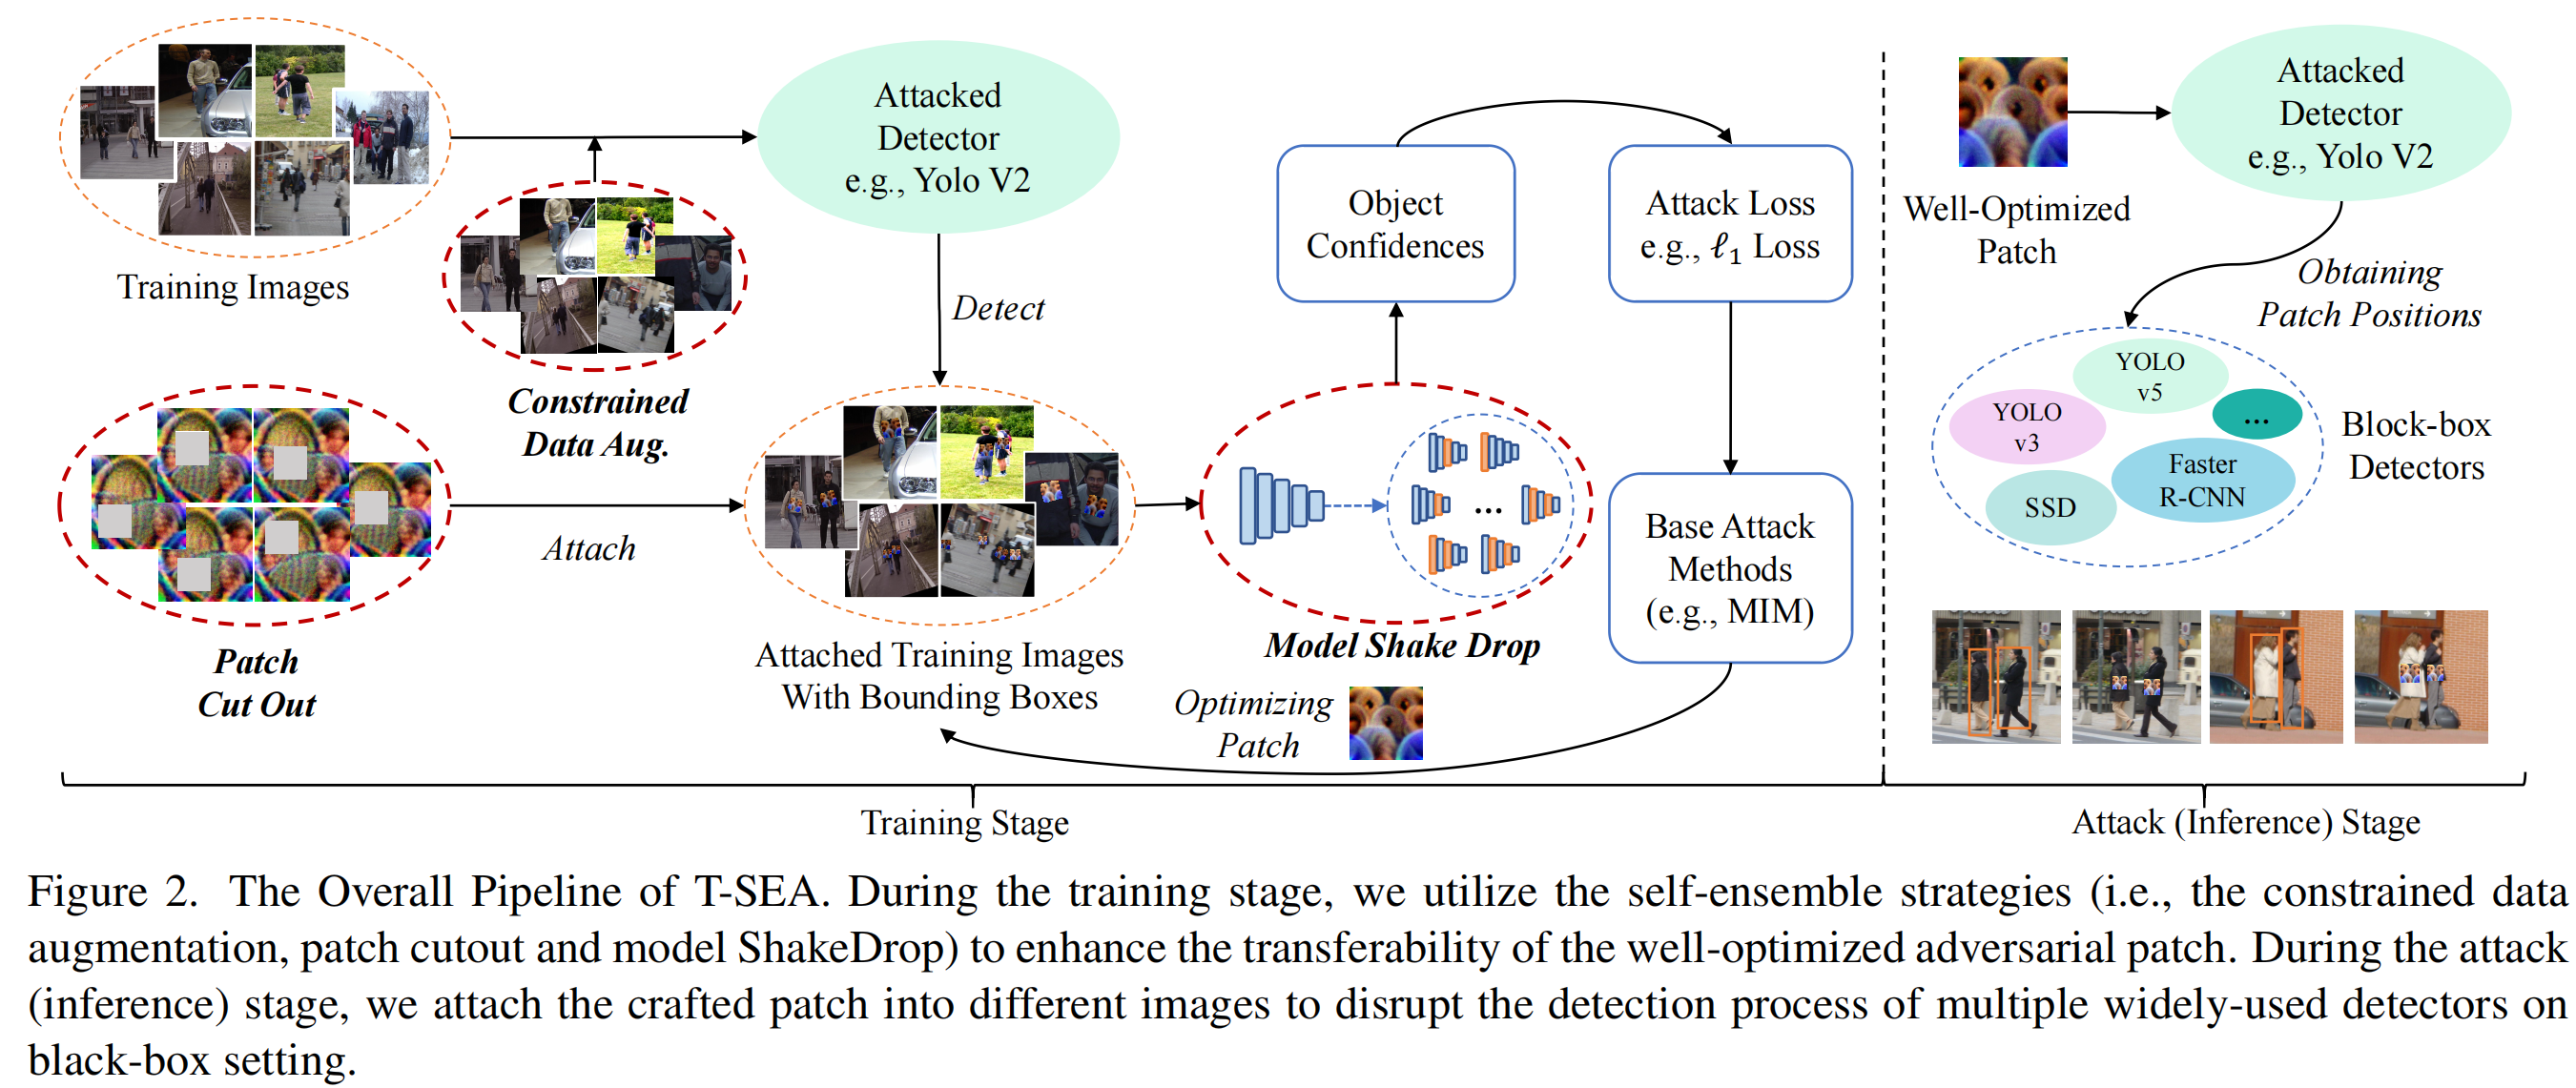 Training Images
Constrained
Data Aug.
Patch
Cut Out
Attach
Attacked
Detector
e.g., Yolo V2
Detect
Attached Training Images
With Bounding Boxes
Model Shake Drop
...
Object
Confidences
Attack Loss
e.g., ℓ₁ Loss
Base Attack
Methods
(e.g., MIM)
Optimizing
Patch
Training Stage
Well-Optimized
Patch
Attacked
Detector
e.g., Yolo V2
Obtaining
Patch Positions
YOLO
v5
YOLO
v3
...
Faster
R-CNN
SSD
Block-box
Detectors
Attack (Inference) Stage
Figure 2. The Overall Pipeline of T-SEA. During the training stage, we utilize the self-ensemble strategies (i.e., the constrained data
augmentation, patch cutout and model ShakeDrop) to enhance the transferability of the well-optimized adversarial patch. During the attack
(inference) stage, we attach the crafted patch into different images to disrupt the detection process of multiple widely-used detectors on
black-box setting.